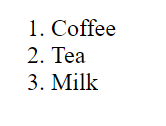 1. Coffee
2. Tea
3. Milk